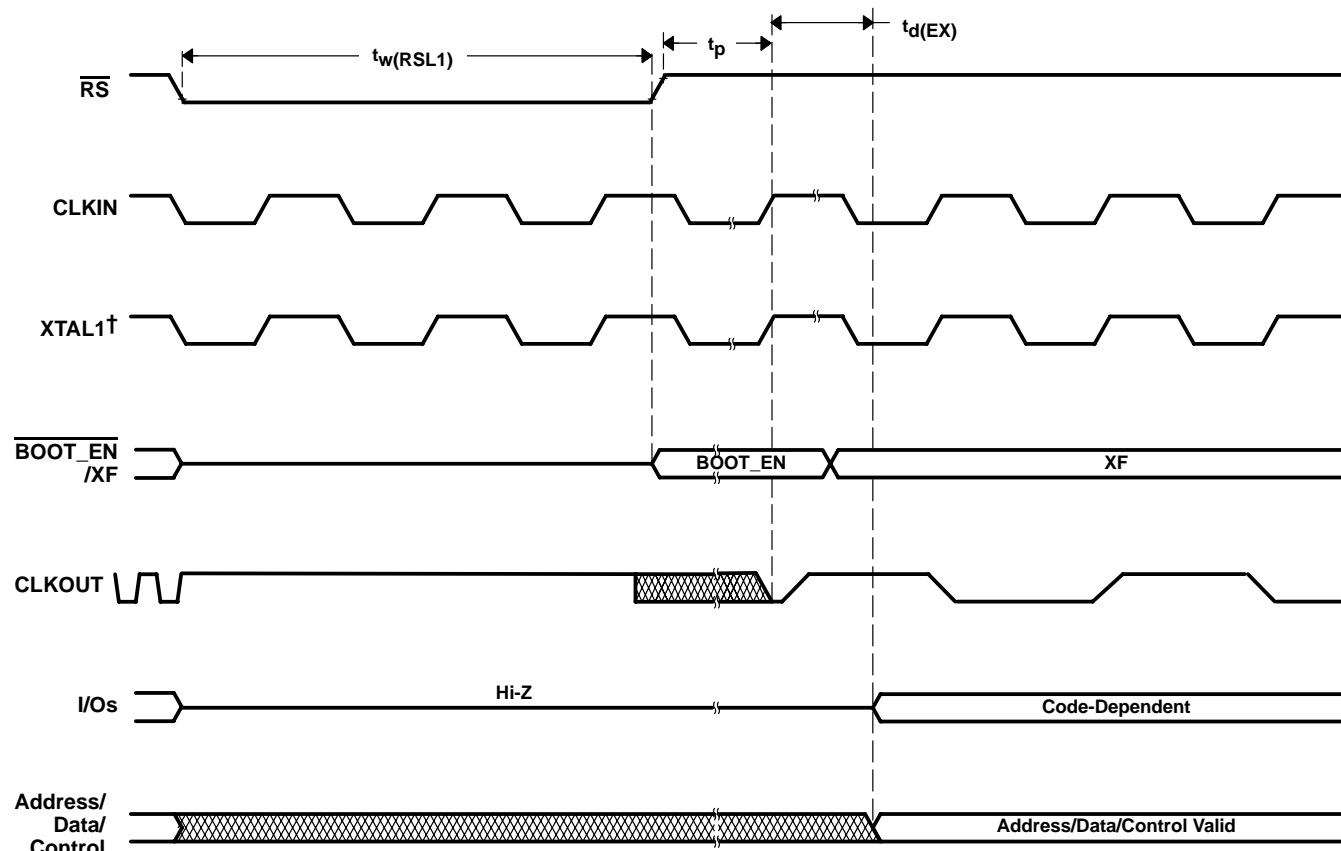 td(EX)
tp
tw(RSL1)
RS
CLKIN
XTAL1†
BOOT_EN
/XF
BOOT_EN
XF
CLKOUT
I/Os
Hi-Z
Code-Dependent
Address/
Data/
Control
Address/Data/Control Valid